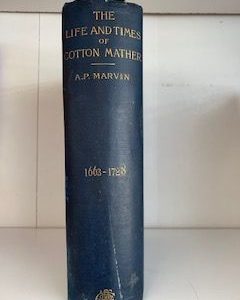 THE
LIFE AND TIMES
OF
COTTON MATHER
A.P. MARVIN
1663-1728